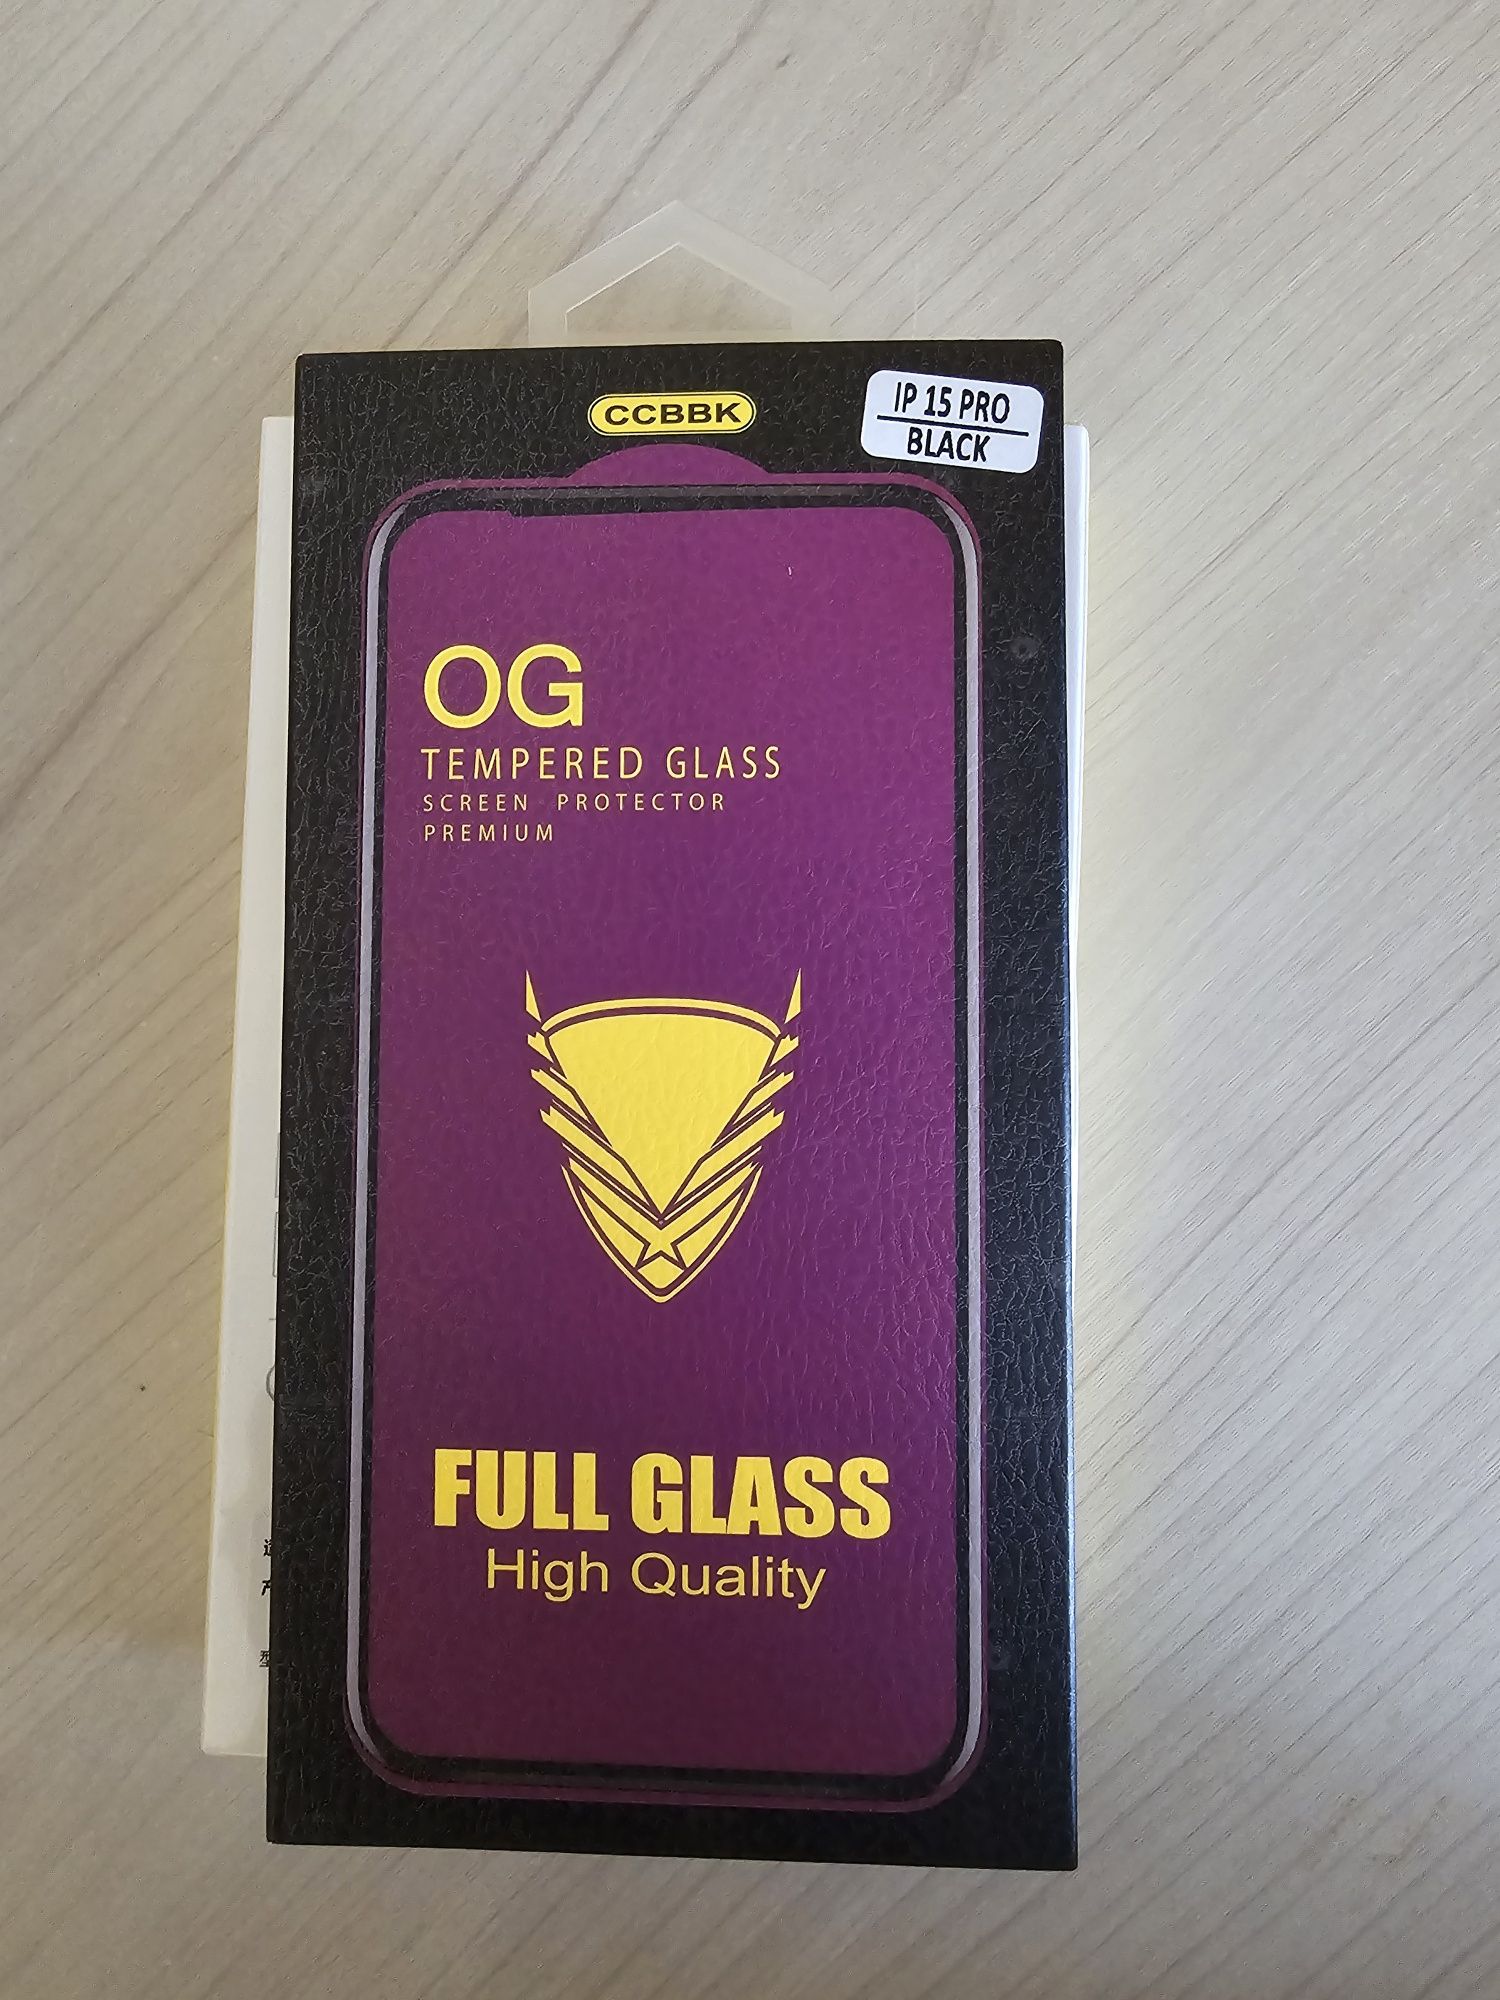 CCBBK
IP 15 PRO
BLACK
OG
TEMPERED GLASS
SCREEN PROTECTOR
PREMIUM
FULL GLASS
High Quality